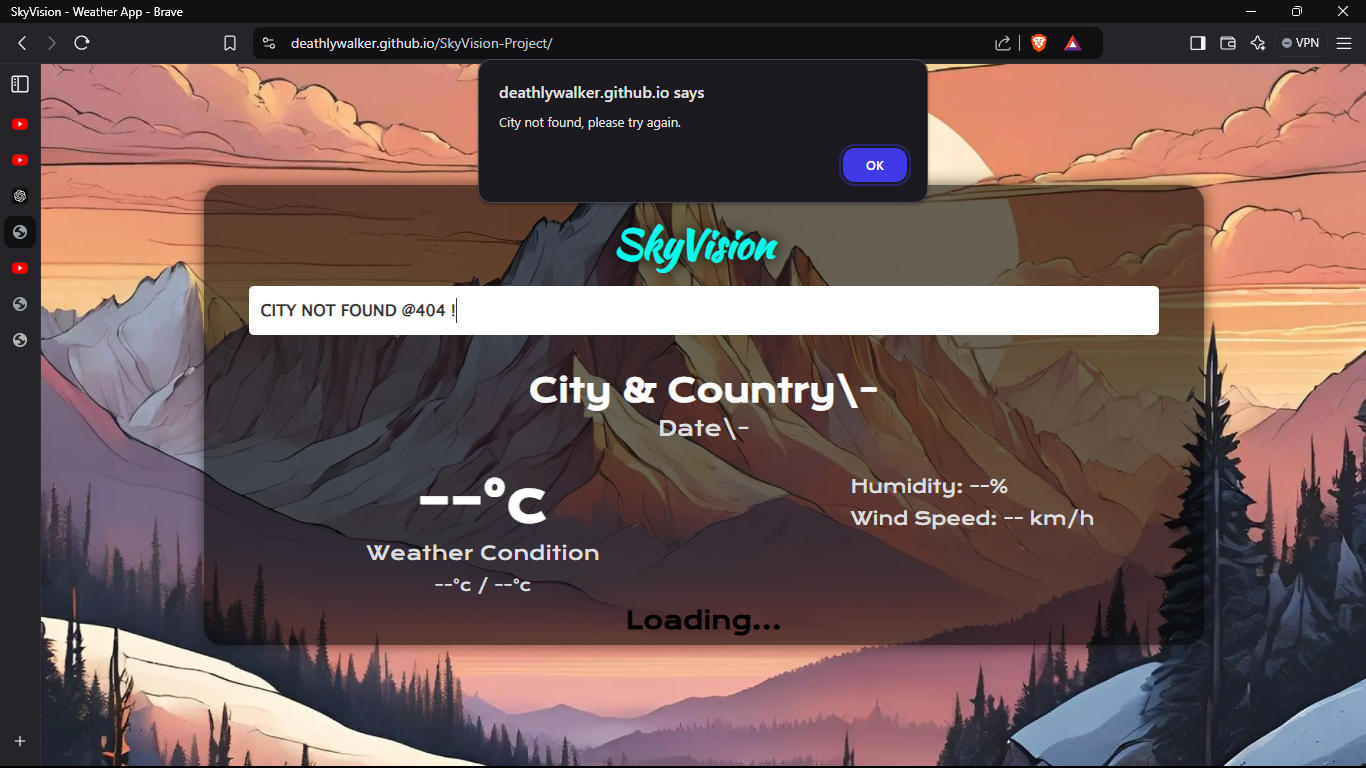 SkyVision - Weather App - Brave
deathlywalker.github.io/SkyVision-Project/
VPN
deathlywalker.github.io says
City not found, please try again.
OK
SkyVision
CITY NOT FOUND @404 !
City & Country\-
Date\-
--°c
Humidity: --%
Wind Speed: -- km/h
Weather Condition
--°c / --°c
Loading...